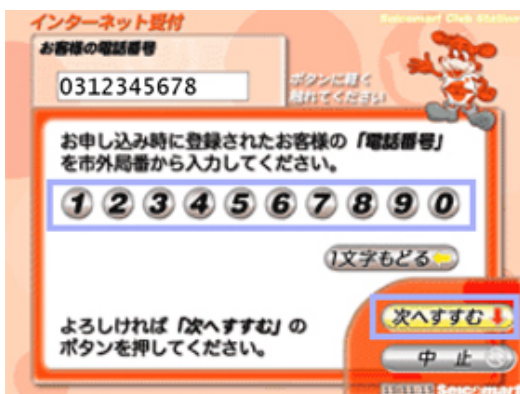 インターネット受付
Seicomart Club Station
お客様の電話番号
0312345678
ボタンに軽く
触れてください
お申し込み時に登録されたお客様の「電話番号」
を市外局番から入力してください。
1 2 3 4 5 6 7 8 9 0
1文字もどる
次へすすむ
よろしければ「次へすすむ」の
ボタンを押してください。
中止
Seicomart